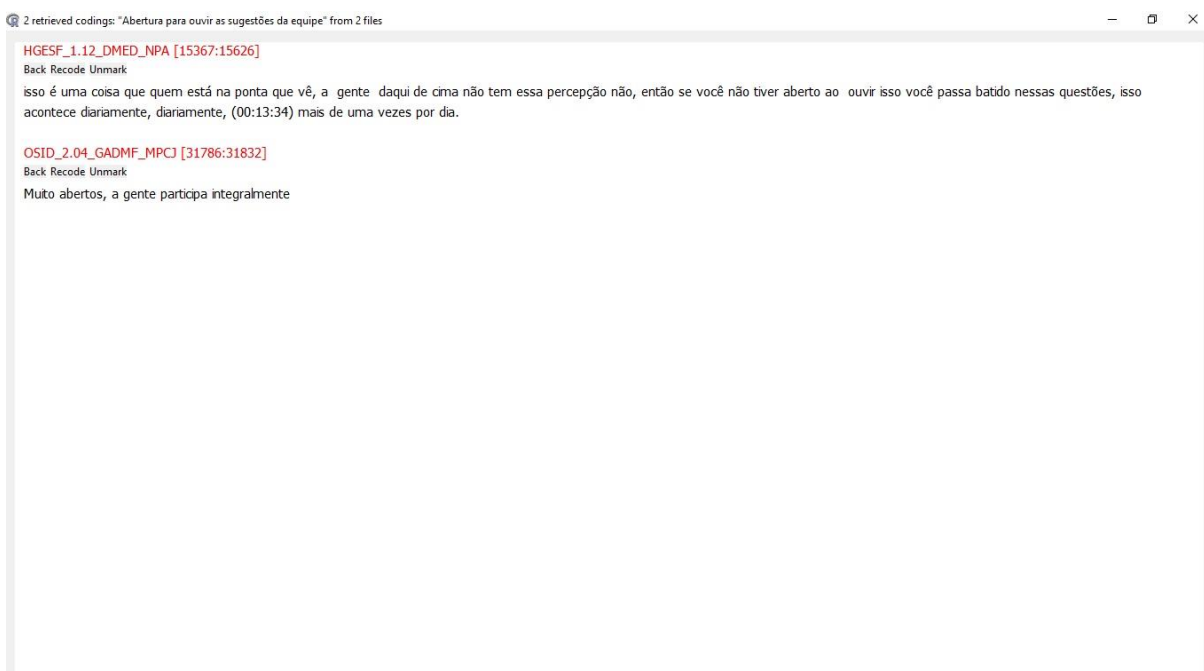 2 retrieved codings: "Abertura para ouvir as sugestões da equipe" from 2 files
HGESF_1.12_DMED_NPA [15367:15626]
Back Recode Unmark
isso é uma coisa que quem está na ponta que vê, a gente daqui de cima não tem essa percepção não, então se você não tiver aberto ao ouvir isso você passa batido nessas questões, isso
acontece diariamente, diariamente, (00:13:34) mais de uma vezes por dia.
OSID_2.04_GADMF_MPCJ [31786:31832]
Back Recode Unmark
Muito abertos, a gente participa integralmente